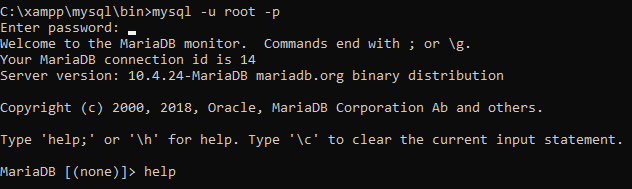 C:\xampp\mysql\bin>mysql -u root -p
Enter password:
Welcome to the MariaDB monitor.  Commands end with ; or \g.
Your MariaDB connection id is 14
Server version: 10.4.24-MariaDB mariadb.org binary distribution
Copyright (c) 2000, 2018, Oracle, MariaDB Corporation Ab and others.
Type 'help;' or '\h' for help. Type '\c' to clear the current input statement.
MariaDB [(none)]> help